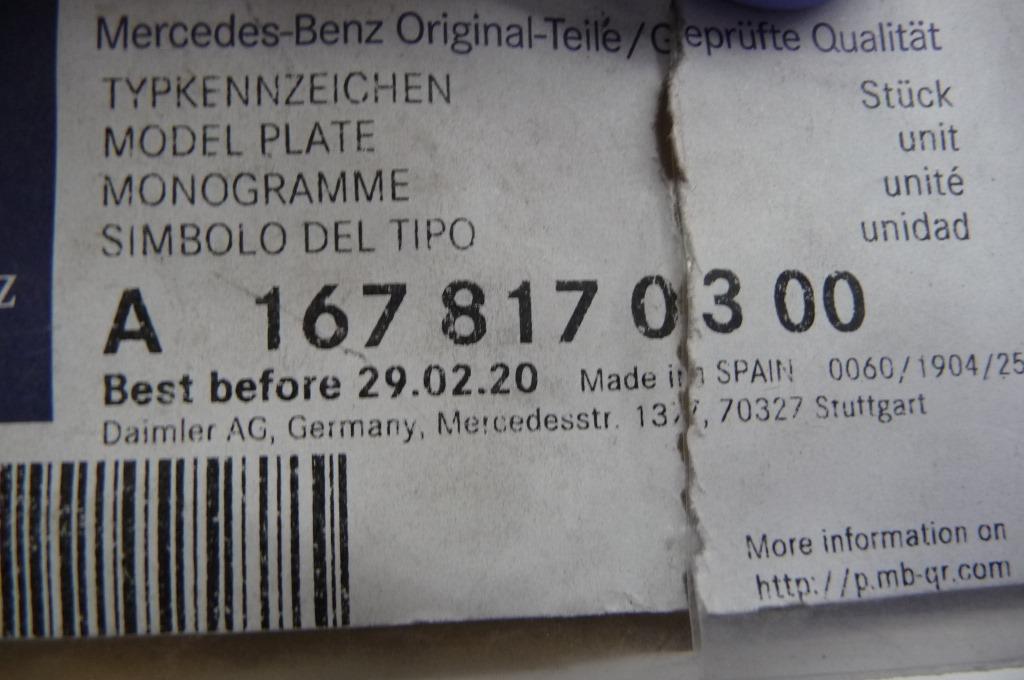 Mercedes-Benz Original-Teile/Geprüfte Qualität
TYPKENNZEICHEN Stück
MODEL PLATE unit
MONOGRAMME unité
SIMBOLO DEL TIPO unidad
Z
A 167 817 03 00
Best before 29.02.20 Made in SPAIN 0060/1904/25
Daimler AG, Germany, Mercedesstr. 137, 70327 Stuttgart
More information on
http://p.mb-qr.com